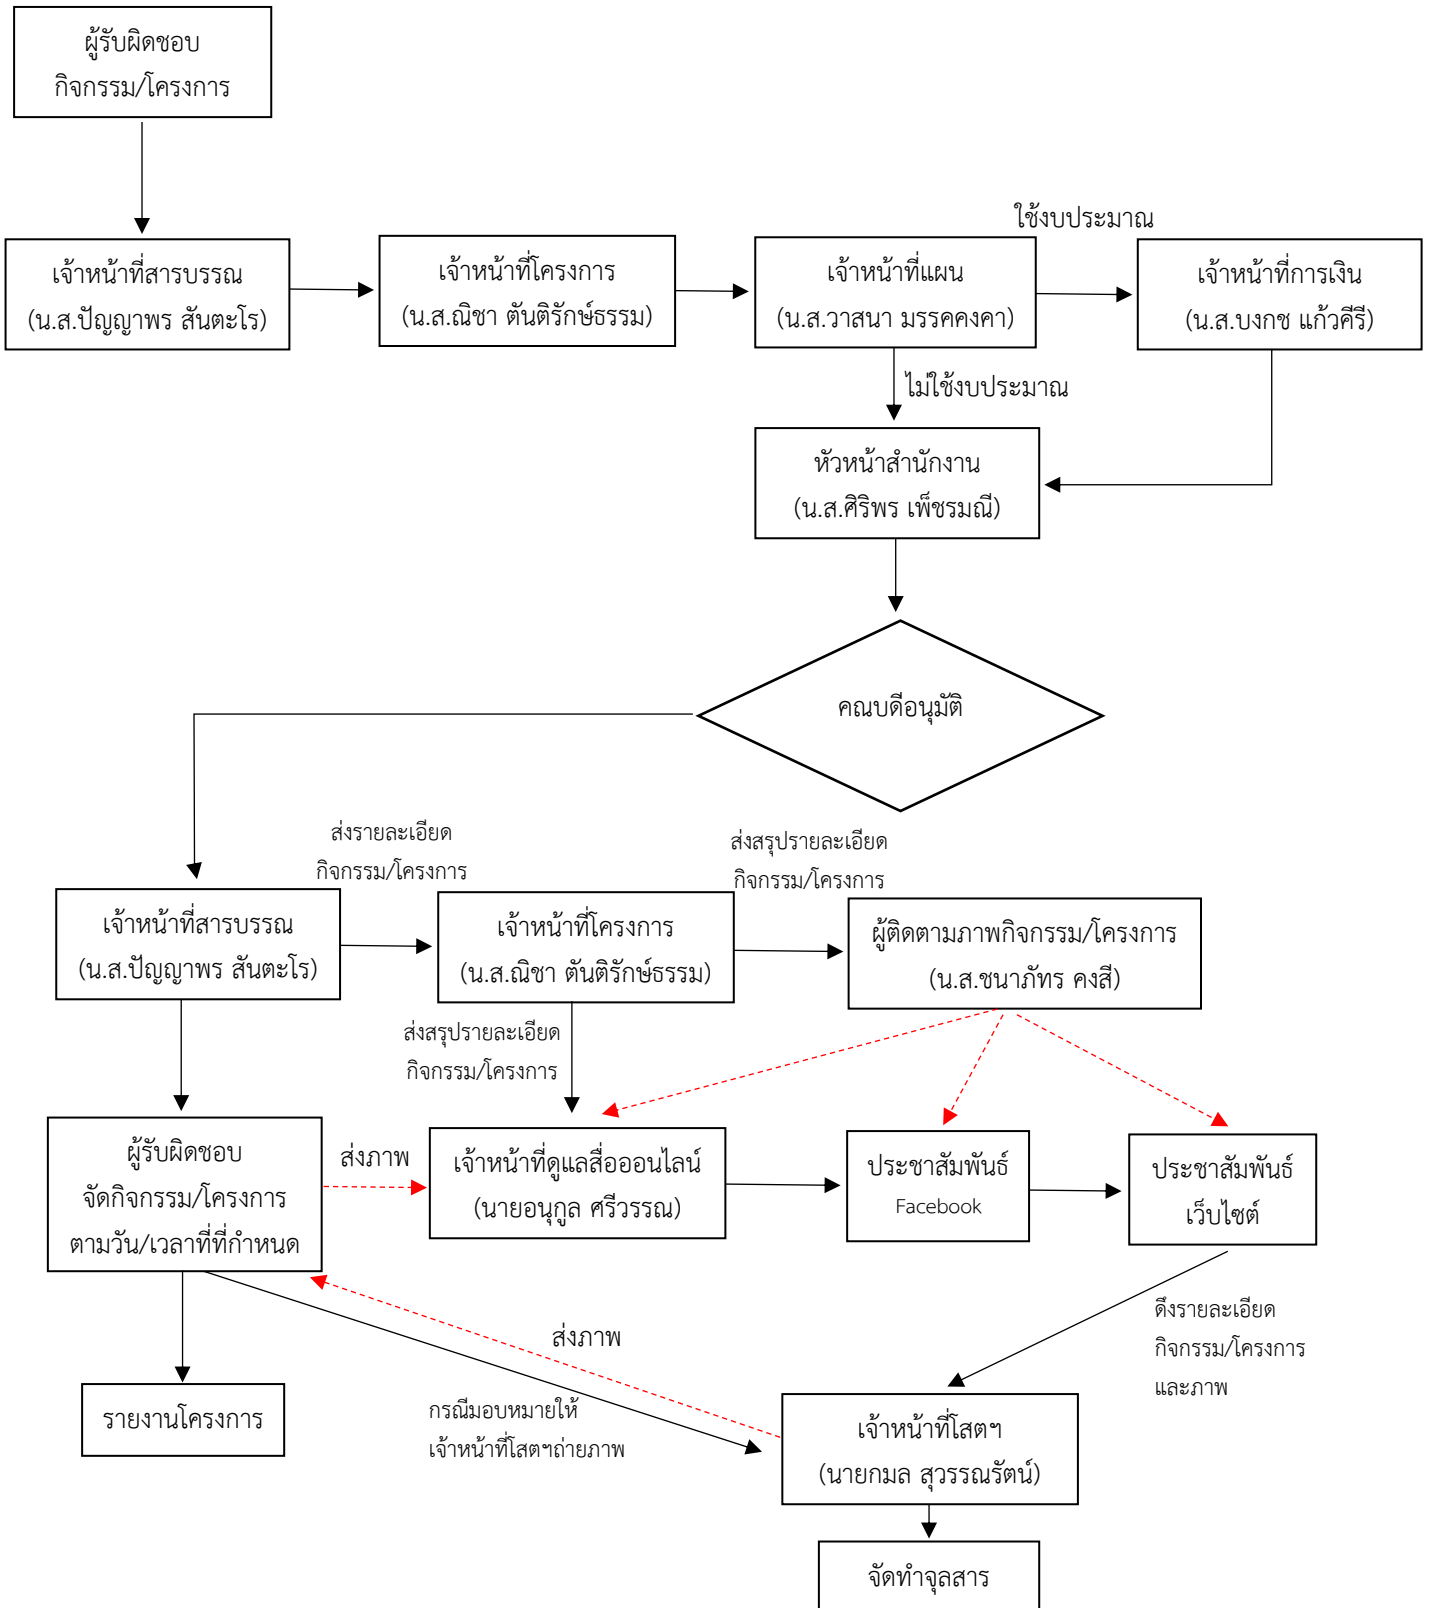 ผู้รับผิดชอบ
กิจกรรม/โครงการ
ใช้งบประมาณ
เจ้าหน้าที่สารบรรณ
(น.ส.ปัญญาพร สันตะโร)
เจ้าหน้าที่โครงการ
(น.ส.ณิชา ตันติรักษ์ธรรม)
เจ้าหน้าที่แผน
(น.ส.วาสนา มรรคคงคา)
เจ้าหน้าที่การเงิน
(น.ส.บงกช แก้วคีรี)
ไม่ใช้งบประมาณ
หัวหน้าสำนักงาน
(น.ส.ศิริพร เพ็ชรมณี)
คณบดีอนุมัติ
ส่งรายละเอียด
กิจกรรม/โครงการ
ส่งสรุปรายละเอียด
กิจกรรม/โครงการ
เจ้าหน้าที่สารบรรณ
(น.ส.ปัญญาพร สันตะโร)
เจ้าหน้าที่โครงการ
(น.ส.ณิชา ตันติรักษ์ธรรม)
ผู้ติดตามภาพกิจกรรม/โครงการ
(น.ส.ชนาภัทร คงสี)
ส่งสรุปรายละเอียด
กิจกรรม/โครงการ
ผู้รับผิดชอบ
จัดกิจกรรม/โครงการ
ตามวัน/เวลาที่ที่กำหนด
ส่งภาพ
เจ้าหน้าที่ดูแลสื่อออนไลน์
(นายอนุกูล ศรีวรรณ)
ประชาสัมพันธ์
Facebook
ประชาสัมพันธ์
เว็บไซต์
ส่งภาพ
ดึงรายละเอียด
กิจกรรม/โครงการ
และภาพ
รายงานโครงการ
กรณีมอบหมายให้
เจ้าหน้าที่โสตฯถ่ายภาพ
เจ้าหน้าที่โสตฯ
(นายกมล สุวรรณรัตน์)
จัดทำจุลสาร